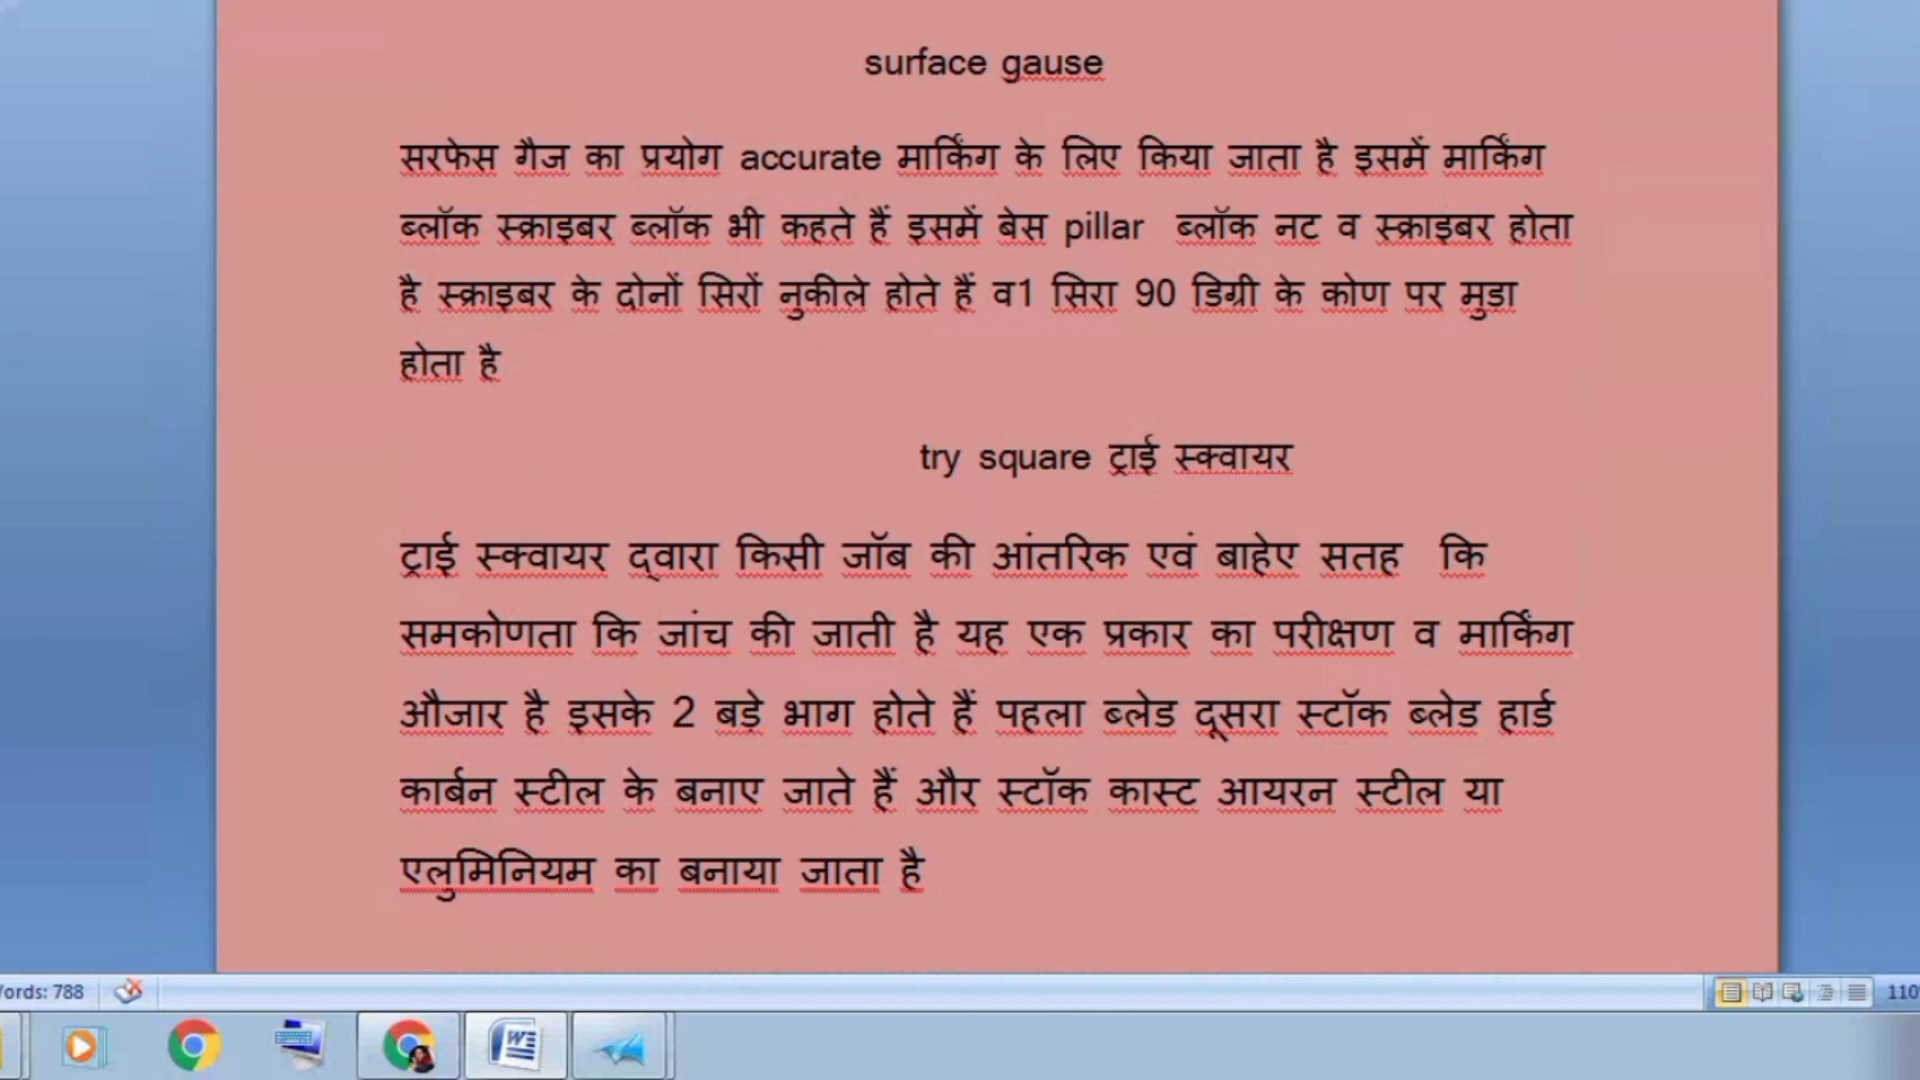 surface gause
सरफेस गैज का प्रयोग accurate मार्किंग के लिए किया जाता है इसमें मार्किंग
ब्लॉक स्क्राइबर ब्लॉक भी कहते हैं इसमें बेस pillar ब्लॉक नट व स्क्राइबर होता
है स्क्राइबर के दोनों सिरों नुकीले होते हैं व1 सिरा 90 डिग्री के कोण पर मुडा
होता है
try square ट्राई स्क्वायर
ट्राई स्क्वायर द्वारा किसी जॉब की आंतरिक एवं बाहेए सतह कि
समकोणता कि जांच की जाती है यह एक प्रकार का परीक्षण व मार्किंग
औजार है इसके 2 बड़े भाग होते हैं पहला ब्लेड दूसरा स्टॉक ब्लेड हार्ड
कार्बन स्टील के बनाए जाते हैं और स्टॉक कास्ट आयरन स्टील या
एलुमिनियम का बनाया जाता है
Words: 788
110